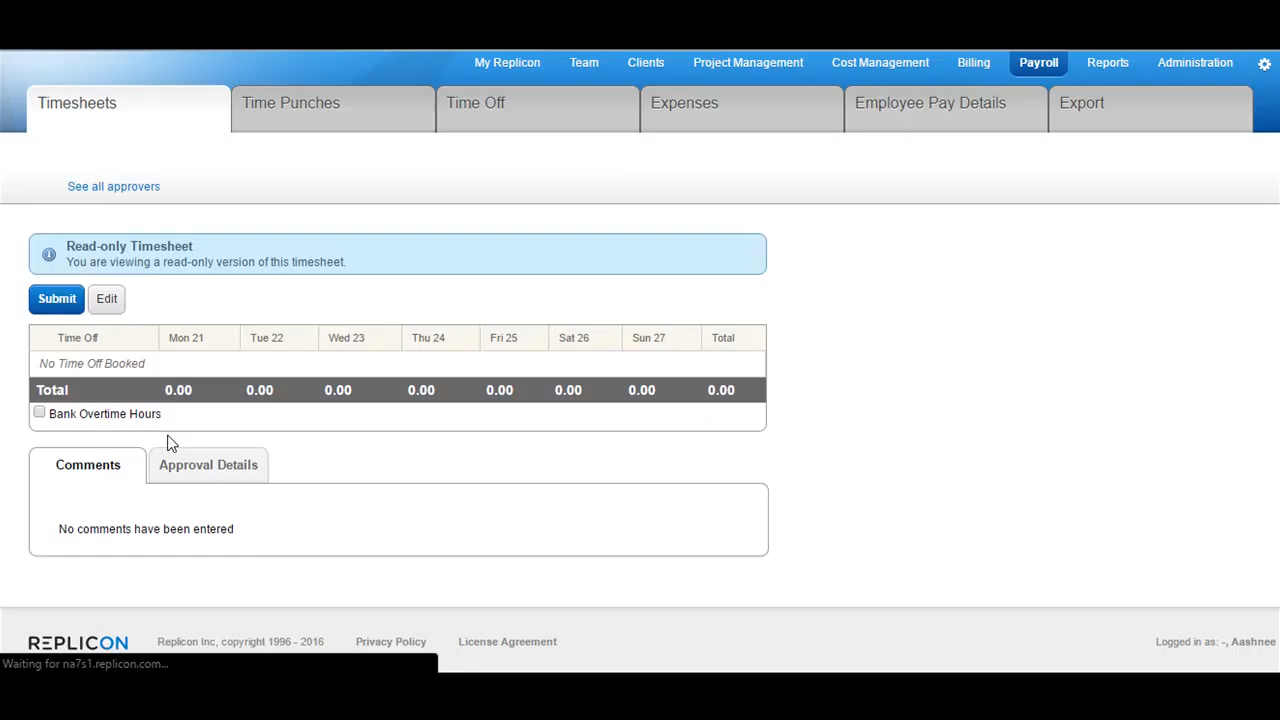 My Replicon Team Clients Project Management Cost Management Billing Payroll Reports Administration
Timesheets Time Punches Time Off Expenses Employee Pay Details Export
See all approvers
Read-only Timesheet
You are viewing a read-only version of this timesheet.
Submit Edit
Time Off Mon 21 Tue 22 Wed 23 Thu 24 Fri 25 Sat 26 Sun 27 Total
No Time Off Booked
Total 0.00 0.00 0.00 0.00 0.00 0.00 0.00 0.00
Bank Overtime Hours
Comments Approval Details
No comments have been entered
REPLICON Replicon Inc, copyright 1996 - 2016 Privacy Policy License Agreement Logged in as: -, Aashnee
Waiting for na7s1.replicon.com...